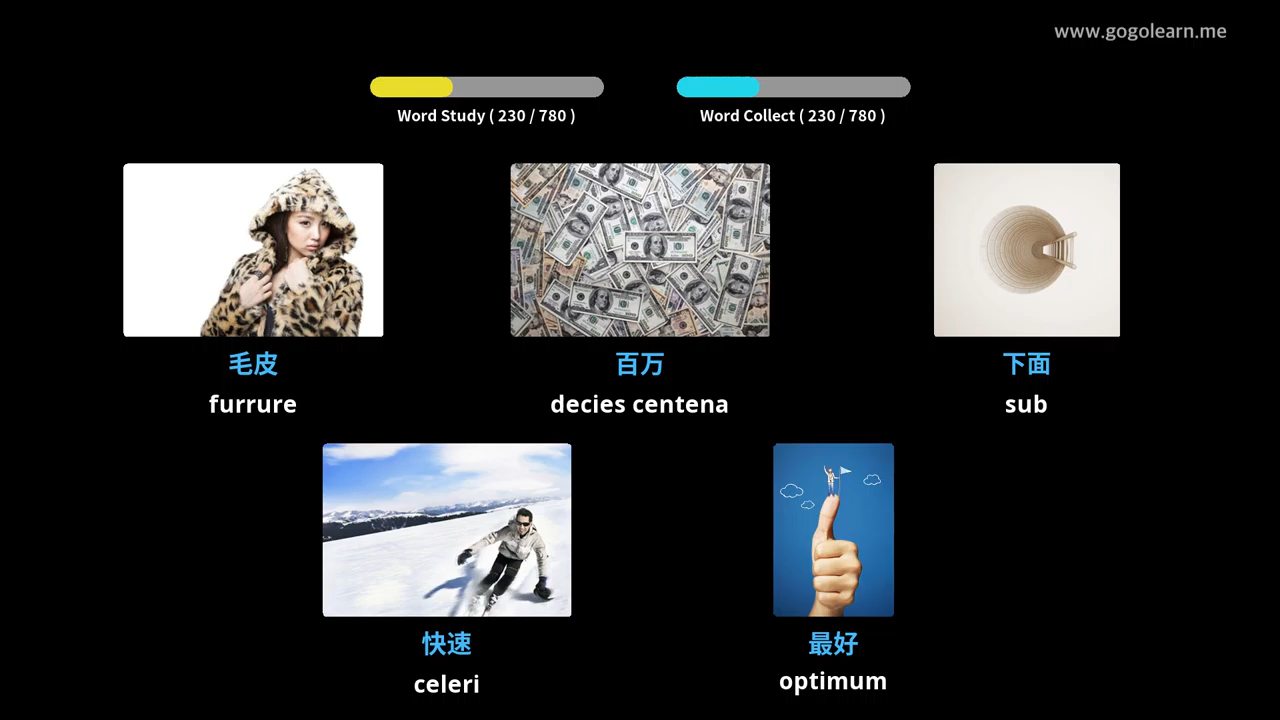 www.gogolearn.me
Word Study ( 230 / 780 )
Word Collect ( 230 / 780 )
毛皮
百万
下面
furrure
decies centena
sub
快速
最好
celeri
optimum